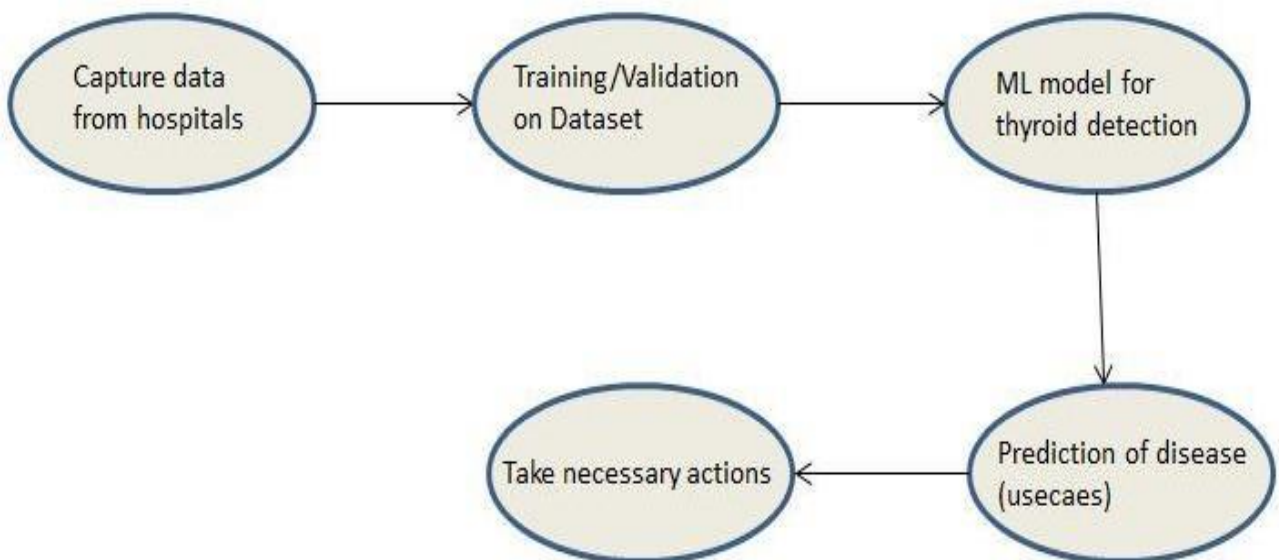 Capture data
from hospitals
Training/Validation
on Dataset
ML model for
thyroid detection
Prediction of disease
(usecaes)
Take necessary actions